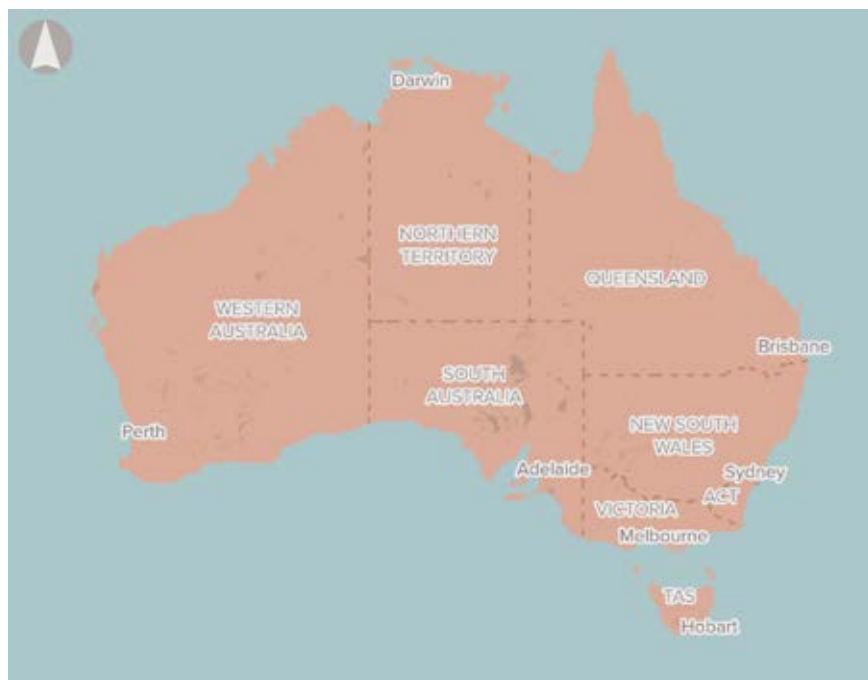 Darwin
NORTHERN
TERRITORY
QUEENSLAND
WESTERN
AUSTRALIA
Brisbane
SOUTH
AUSTRALIA
Perth
NEW SOUTH
WALES
Adelaide
Sydney
ACT
VICTORIA
Melbourne
TAS
Hobart